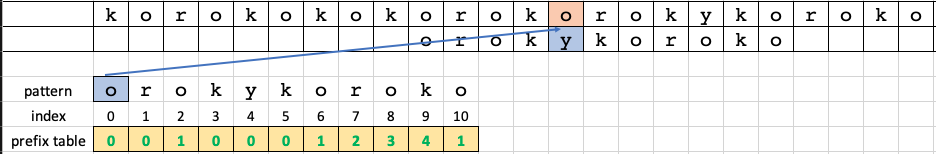 k o r o k o k o k o r o k o r o k y k o r o k o
o r o k y k o r o k o
pattern o r o k y k o r o k o
index 0 1 2 3 4 5 6 7 8 9 10
prefix table 0 0 1 0 0 0 1 2 3 4 1